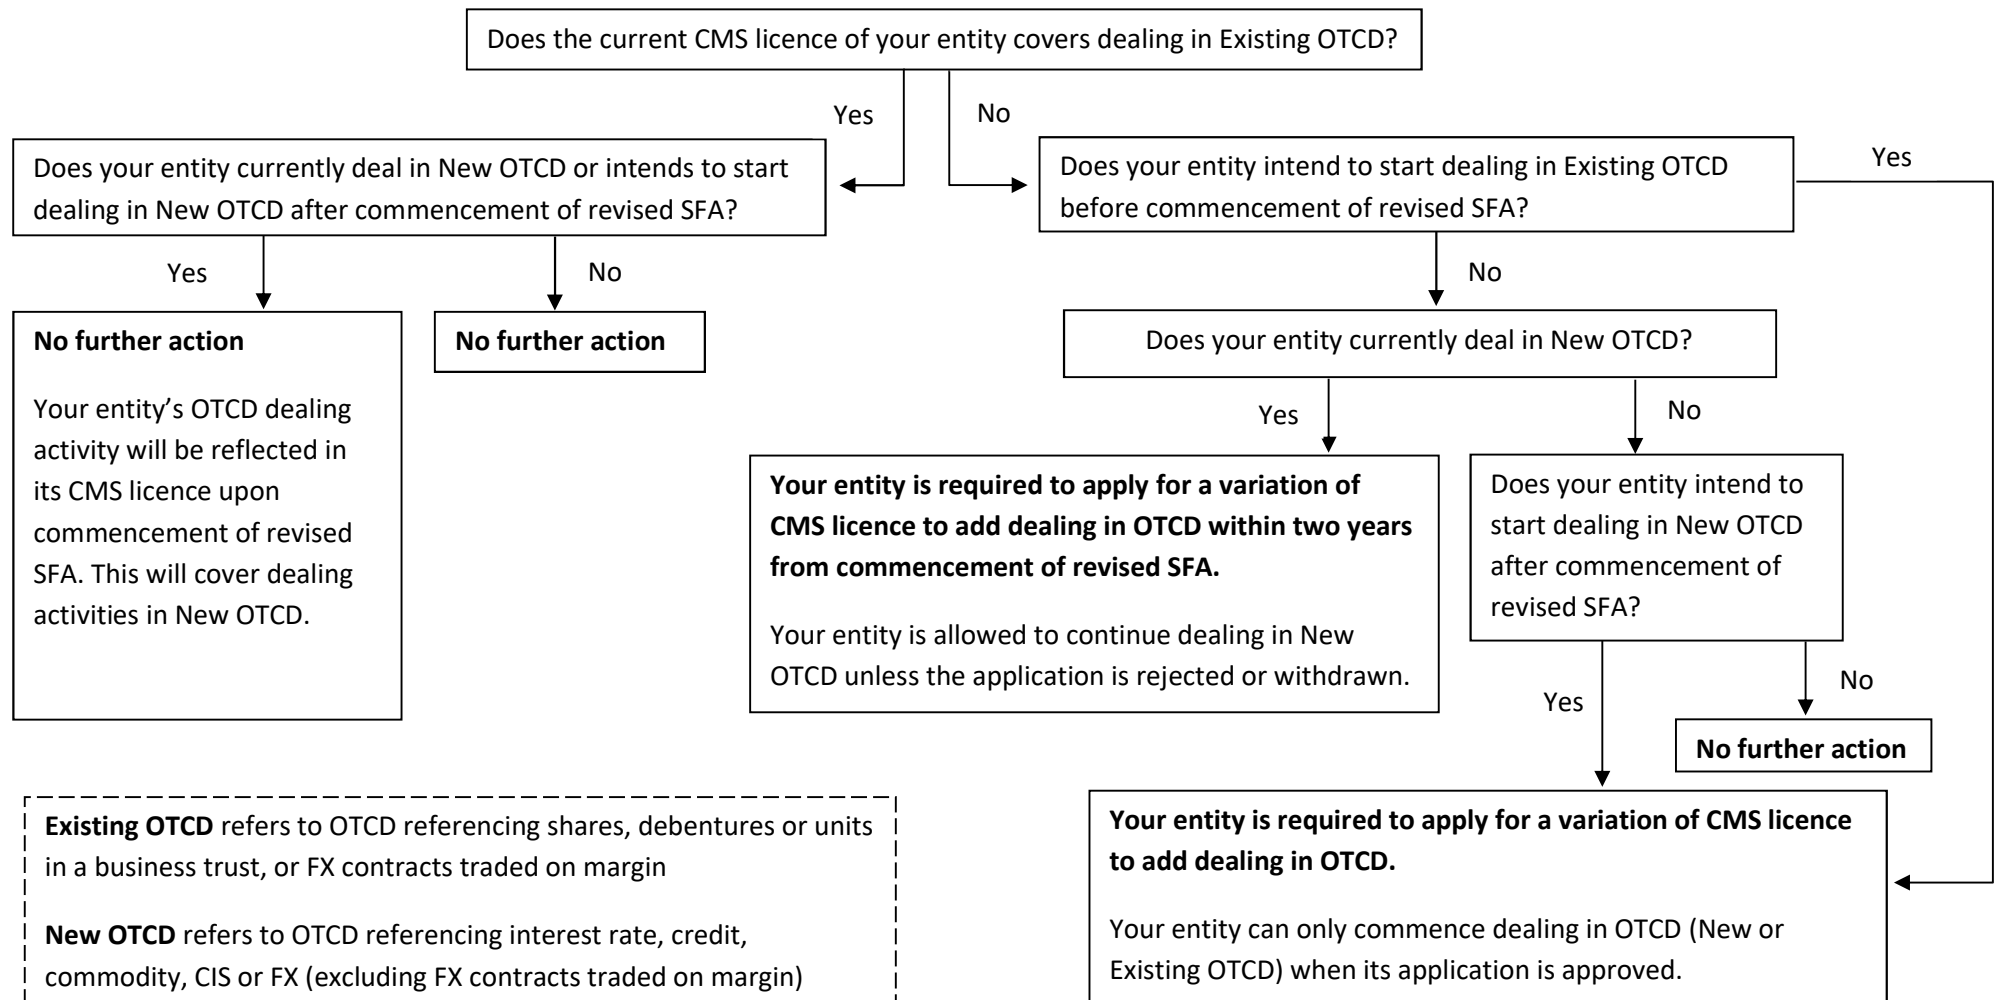 Does the current CMS licence of your entity covers dealing in Existing OTCD?
Yes
No
Does your entity currently deal in New OTCD or intends to start
dealing in New OTCD after commencement of revised SFA?
Does your entity intend to start dealing in Existing OTCD
before commencement of revised SFA?
Yes
Yes
No
No
No further action
Your entity’s OTCD dealing
activity will be reflected in
its CMS licence upon
commencement of revised
SFA. This will cover dealing
activities in New OTCD.
No further action
Does your entity currently deal in New OTCD?
Yes
No
Your entity is required to apply for a variation of
CMS licence to add dealing in OTCD within two years
from commencement of revised SFA.
Your entity is allowed to continue dealing in New
OTCD unless the application is rejected or withdrawn.
Does your entity intend to
start dealing in New OTCD
after commencement of
revised SFA?
Yes
No
No further action
Existing OTCD refers to OTCD referencing shares, debentures or units
in a business trust, or FX contracts traded on margin
New OTCD refers to OTCD referencing interest rate, credit,
commodity, CIS or FX (excluding FX contracts traded on margin)
Your entity is required to apply for a variation of CMS licence
to add dealing in OTCD.
Your entity can only commence dealing in OTCD (New or
Existing OTCD) when its application is approved.